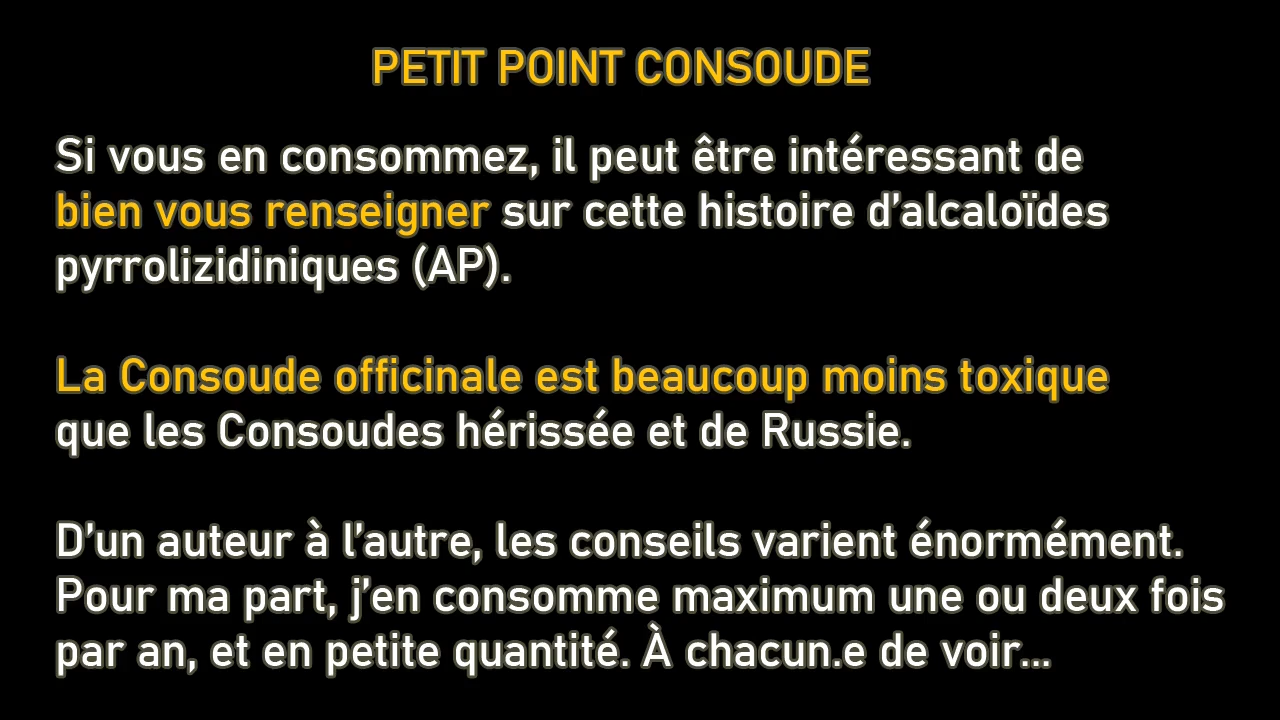 PETIT POINT CONSOUDE
Si vous en consommez, il peut être intéressant de
bien vous renseigner sur cette histoire d’alcaloïdes
pyrrolizidiniques (AP).
La Consoude officinale est beaucoup moins toxique
que les Consoudes hérissée et de Russie.
D’un auteur à l’autre, les conseils varient énormément.
Pour ma part, j’en consomme maximum une ou deux fois
par an, et en petite quantité. À chacun.e de voir...